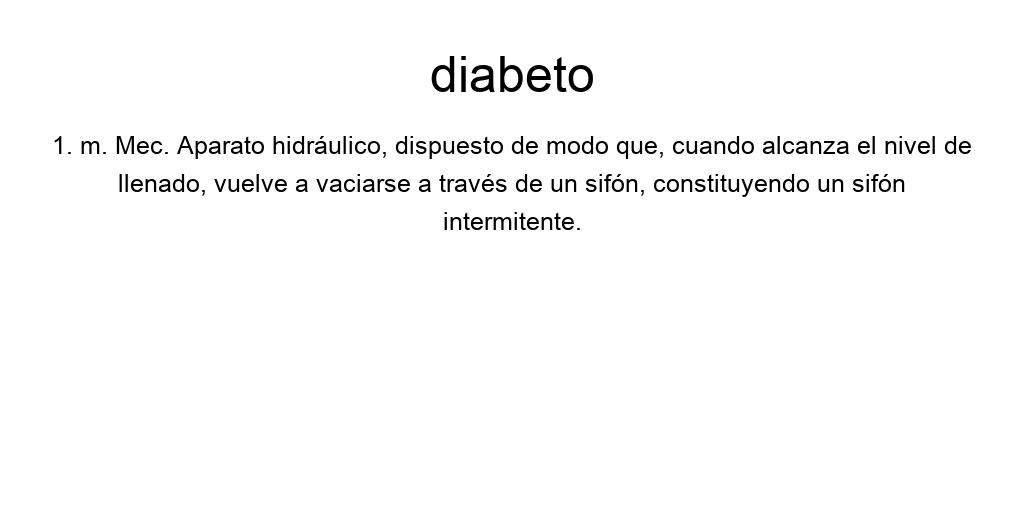 diabeto
1. m. Mec. Aparato hidráulico, dispuesto de modo que, cuando alcanza el nivel de
llenado, vuelve a vaciarse a través de un sifón, constituyendo un sifón
intermitente.